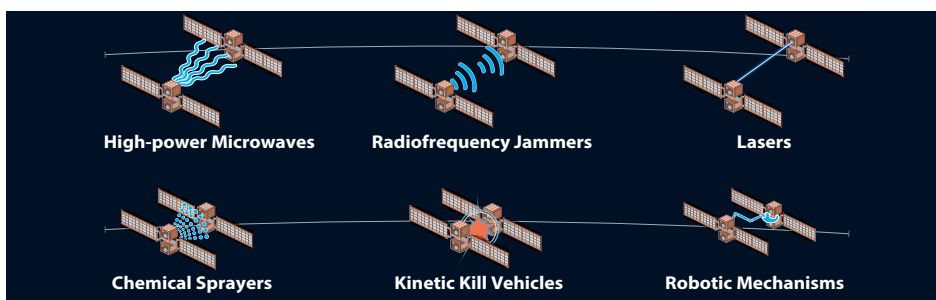 High-power Microwaves
Radiofrequency Jammers
Lasers
Chemical Sprayers
Kinetic Kill Vehicles
Robotic Mechanisms